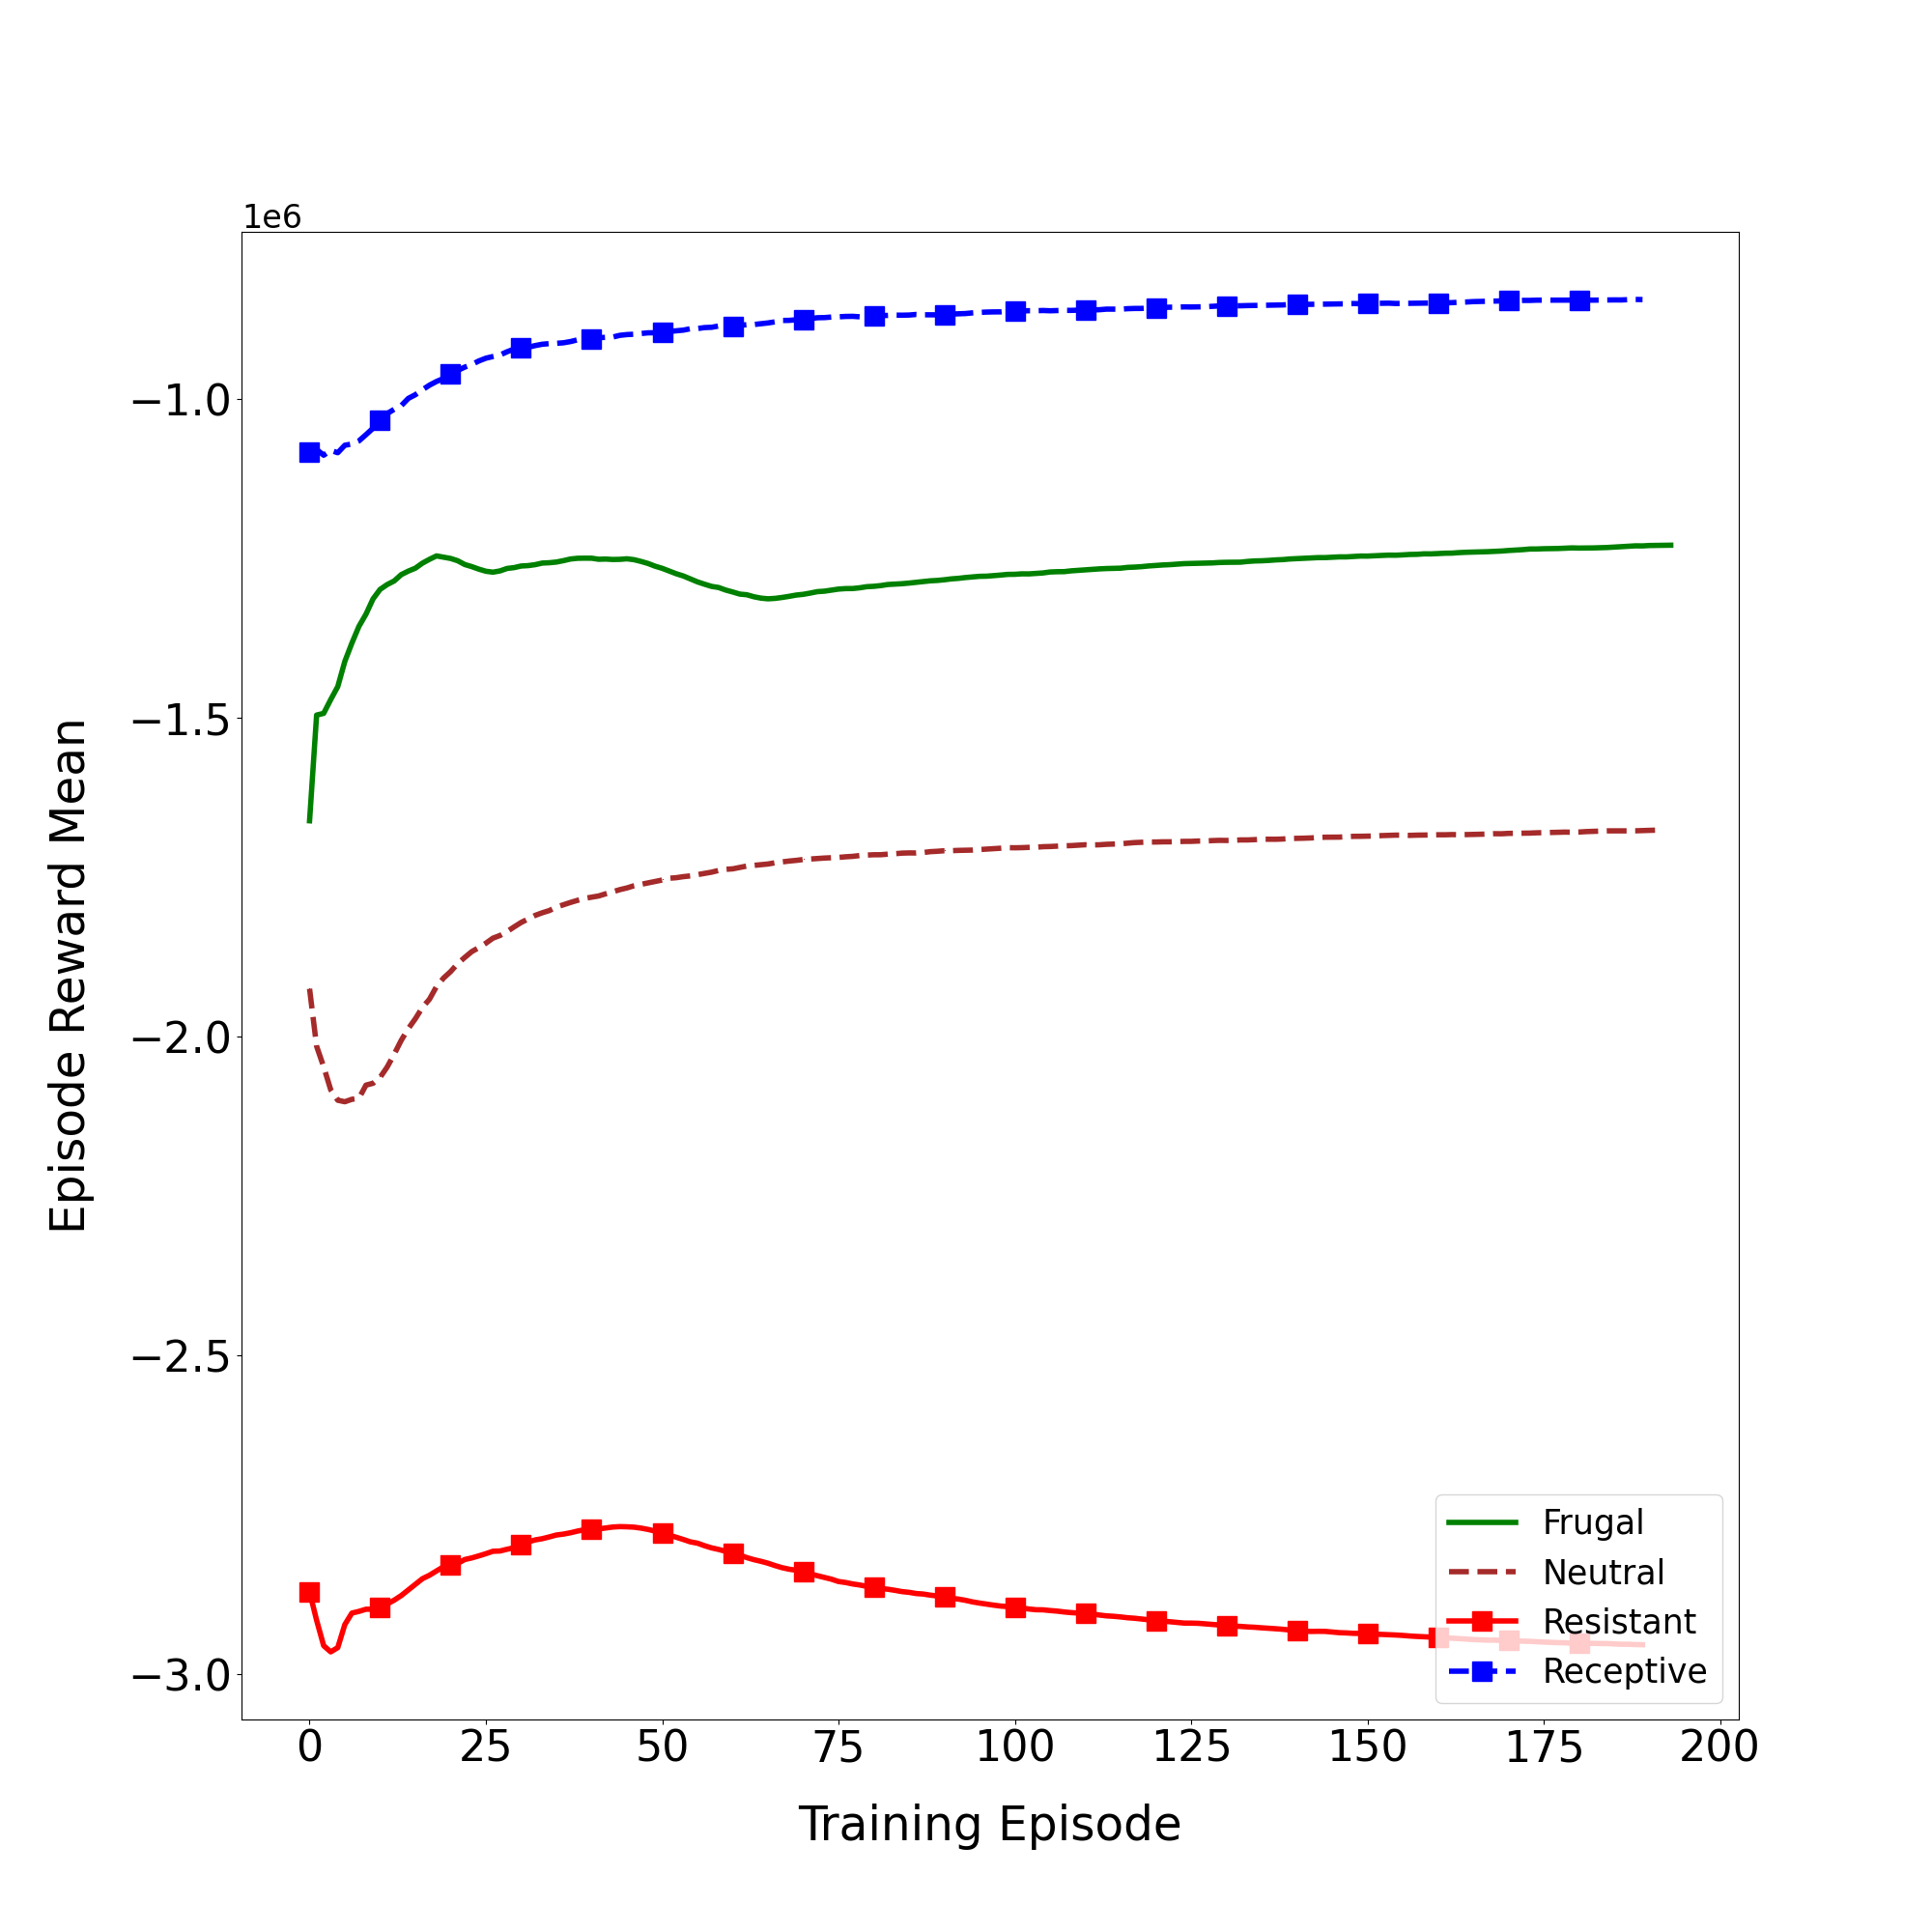 1e6
−1.0
−1.5
−2.0
−2.5
−3.0
Episode Reward Mean
Frugal
Neutral
Resistant
Receptive
0 25 50 75 100 125 150 175 200
Training Episode